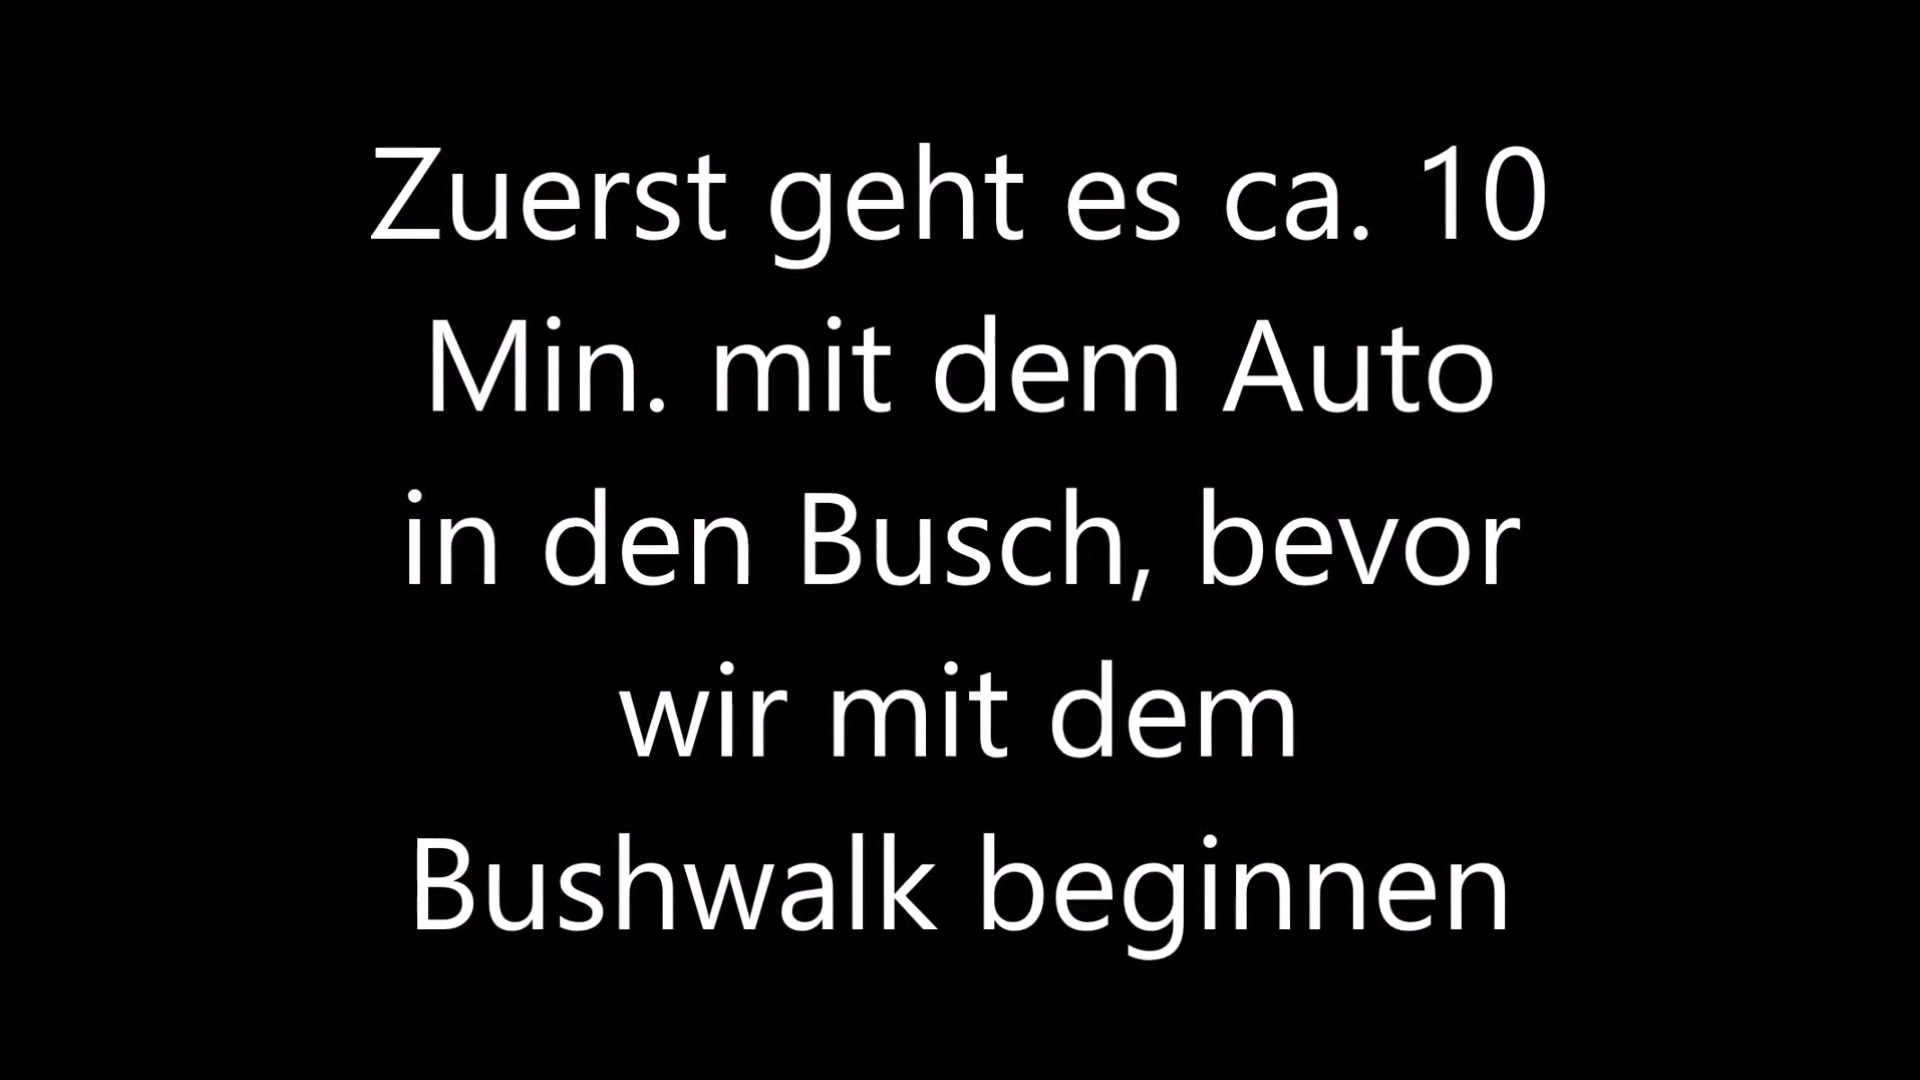 Zuerst geht es ca. 10
Min. mit dem Auto
in den Busch, bevor
wir mit dem
Bushwalk beginnen